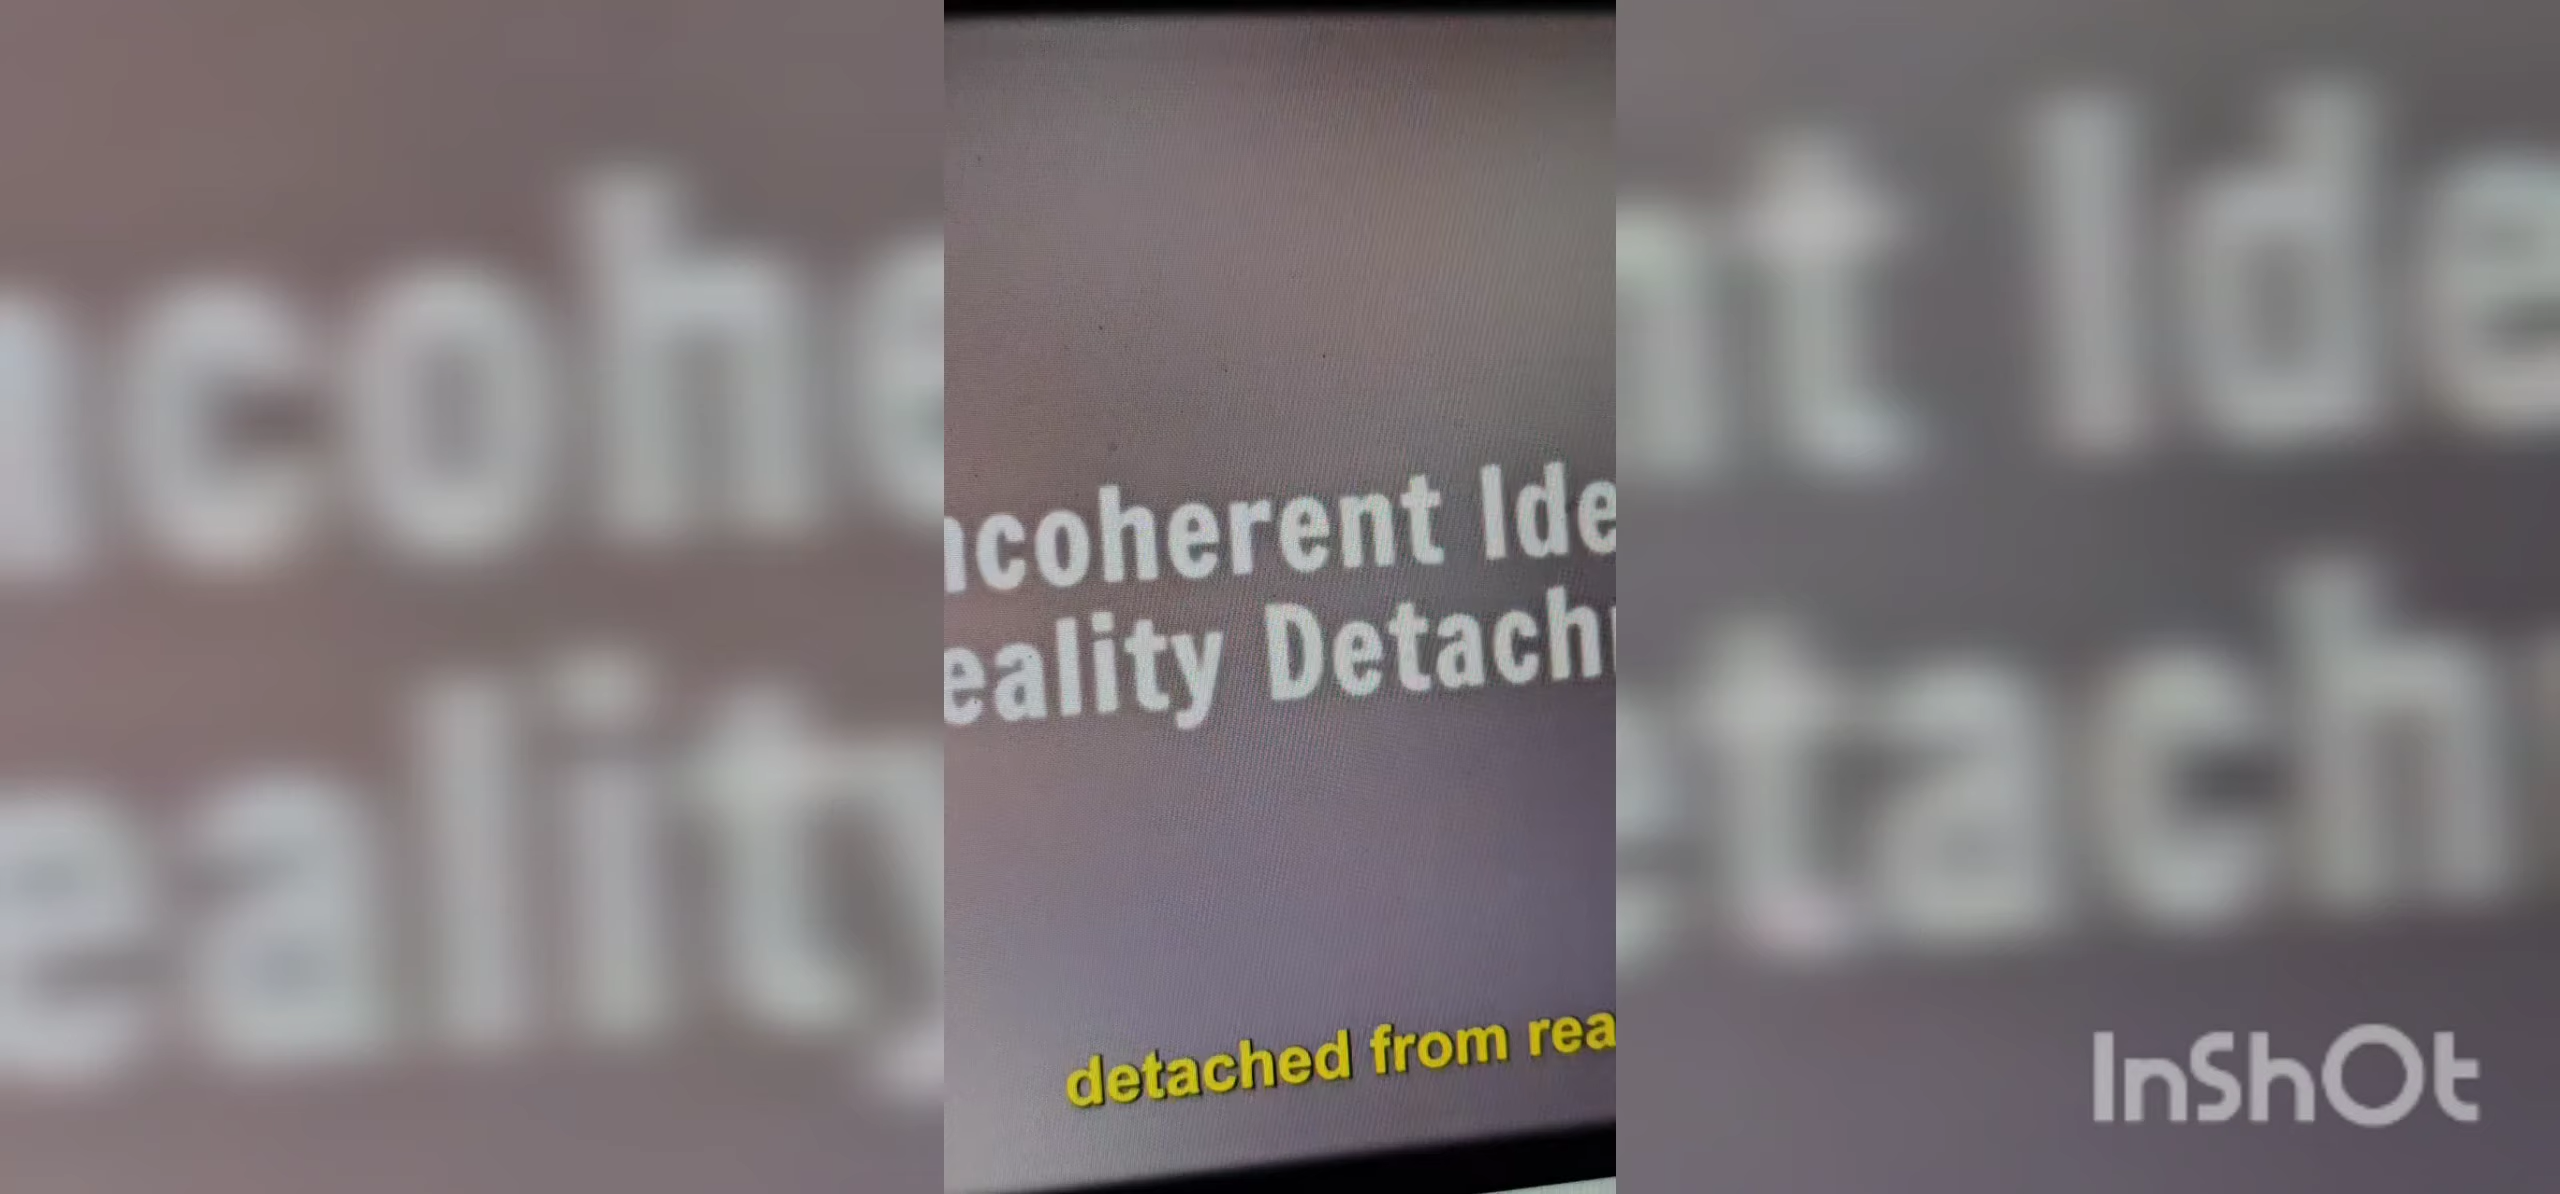 ncoherent Ide
eality Detach
detached from rea
InShOt